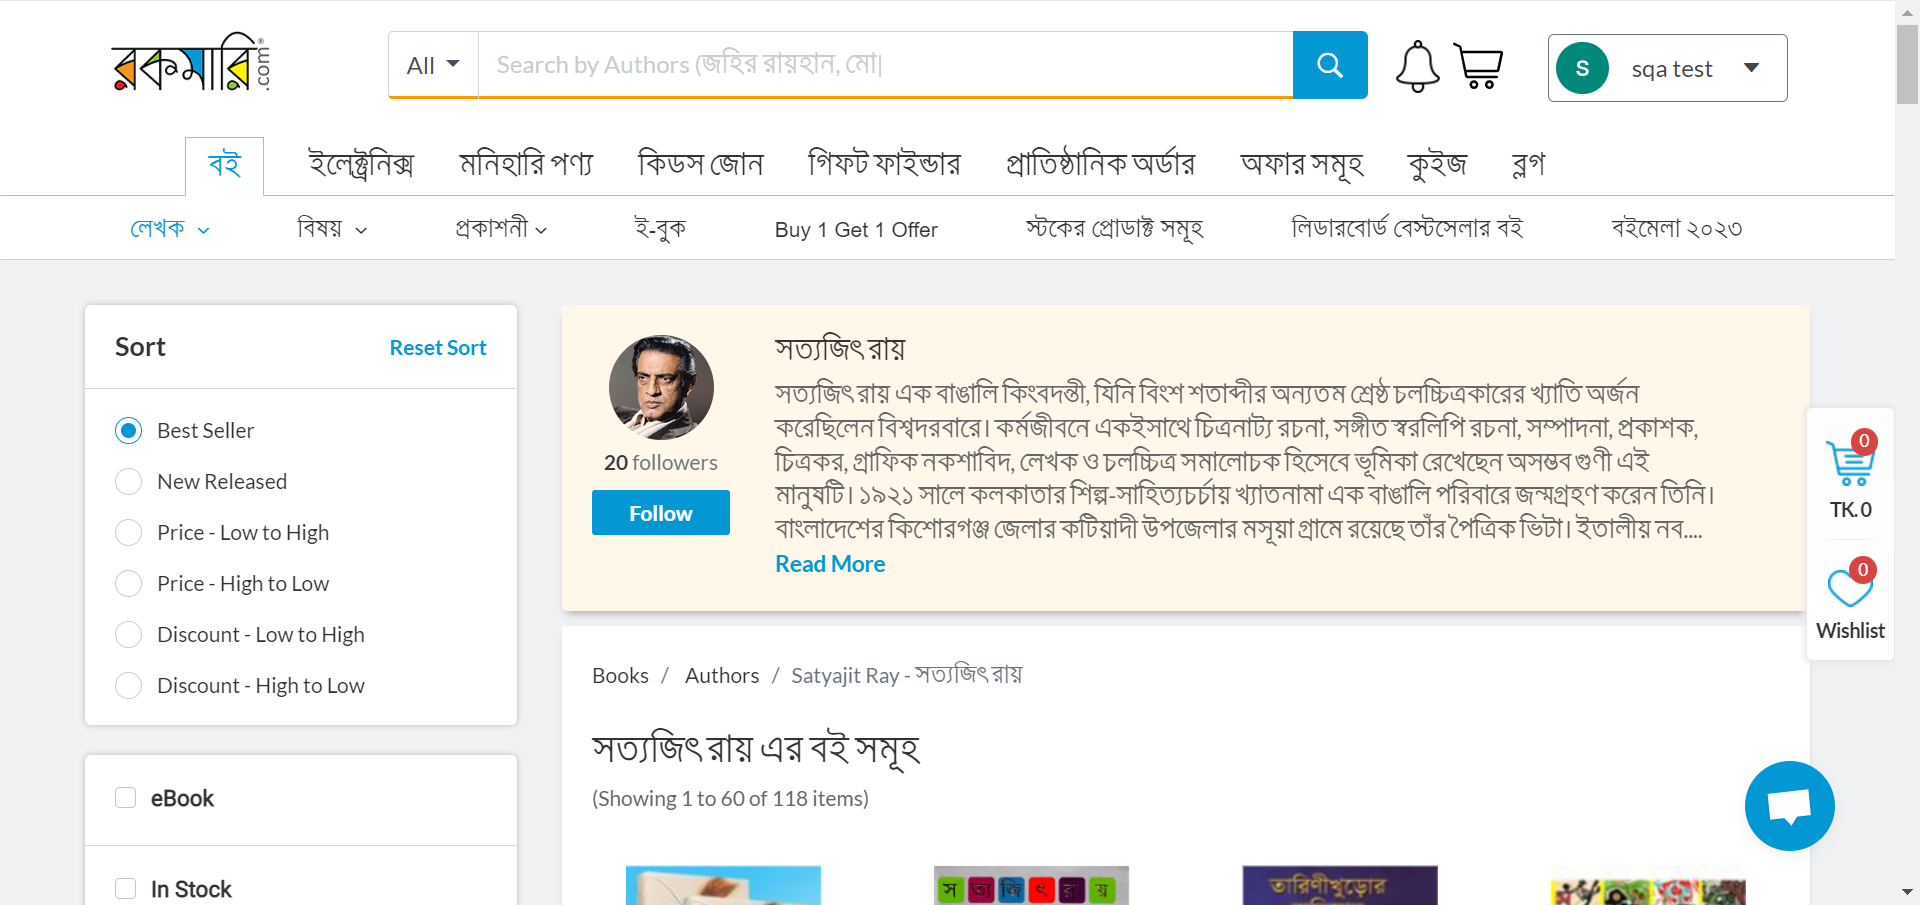 রকমারি.com
All
Search by Authors (জহির রায়হান, মো|
S
sqa test
বই
ইলেক্ট্রনিক্স
মনিহারি পণ্য
কিডস জোন
গিফট ফাইন্ডার
প্রাতিষ্ঠানিক অর্ডার
অফার সমূহ
কুইজ
ব্লগ
লেখক
বিষয়
প্রকাশনী
ই-বুক
Buy 1 Get 1 Offer
স্টকের প্রোডাক্ট সমূহ
লিডারবোর্ড বেস্টসেলার বই
বইমেলা ২০২৩
Sort
Reset Sort
Best Seller
New Released
Price - Low to High
Price - High to Low
Discount - Low to High
Discount - High to Low
eBook
In Stock
20 followers
Follow
সত্যজিৎ রায়
সত্যজিৎ রায় এক বাঙালি কিংবদন্তী, যিনি বিংশ শতাব্দীর অন্যতম শ্রেষ্ঠ চলচ্চিত্রকারের খ্যাতি অর্জন
করেছিলেন বিশ্বদরবারে। কর্মজীবনে একইসাথে চিত্রনাট্য রচনা, সঙ্গীত স্বরলিপি রচনা, সম্পাদনা, প্রকাশক,
চিত্রকর, গ্রাফিক নকশাবিদ, লেখক ও চলচ্চিত্র সমালোচক হিসেবে ভূমিকা রেখেছেন অসম্ভব গুণী এই
মানুষটি। ১৯২১ সালে কলকাতার শিল্প-সাহিত্যচর্চায় খ্যাতনামা এক বাঙালি পরিবারে জন্মগ্রহণ করেন তিনি।
বাংলাদেশের কিশোরগঞ্জ জেলার কটিয়াদী উপজেলার মসূয়া গ্রামে রয়েছে তাঁর পৈত্রিক ভিটা। ইতালীয় নব....
Read More
0
TK. 0
0
Wishlist
Books / Authors / Satyajit Ray - সত্যজিৎ রায়
সত্যজিৎ রায় এর বই সমূহ
(Showing 1 to 60 of 118 items)
সত্যজিৎ রায়
তারিণীখুড়োর